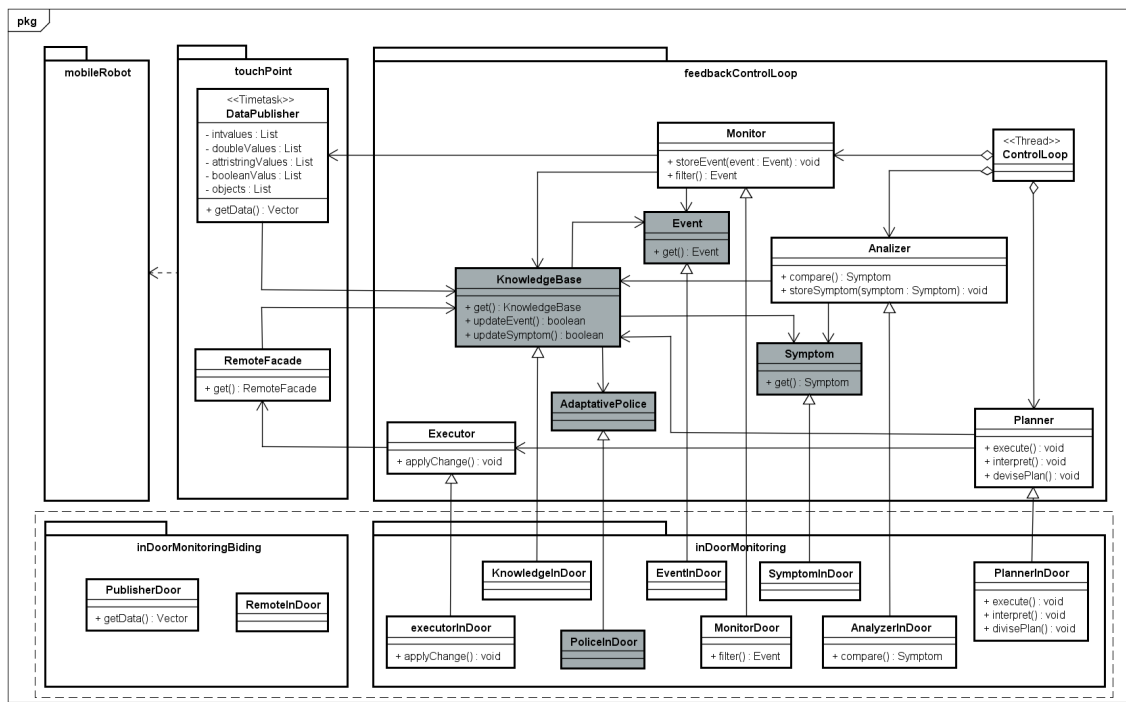 pkg
mobileRobot
touchPoint
<<Timetask>>
DataPublisher
- intvalues : List
- doubleValues : List
- attristringValues : List
- booleanValus : List
- objects : List
+ getData() : Vector
RemoteFacade
+ get() : RemoteFacade
feedbackControlLoop
Monitor
+ storeEvent(event : Event) : void
+ filter() : Event
<<Thread>>
ControlLoop
Event
+ get() : Event
Analizer
+ compare() : Symptom
+ storeSymptom(symptom : Symptom) : void
KnowledgeBase
+ get() : KnowledgeBase
+ updateEvent() : boolean
+ updateSymptom() : boolean
Symptom
+ get() : Symptom
AdaptativePolice
Executor
+ applyChange() : void
Planner
+ execute() : void
+ interpret() : void
+ devisePlan() : void
inDoorMonitoringBiding
PublisherDoor
+ getData() : Vector
RemoteInDoor
inDoorMonitoring
KnowledgeInDoor
EventInDoor
SymptomInDoor
PlannerInDoor
+ execute() : void
+ interpret() : void
+ divisePlan() : void
executorInDoor
+ applyChange() : void
PoliceInDoor
MonitorDoor
+ filter() : Event
AnalyzerInDoor
+ compare() : Symptom